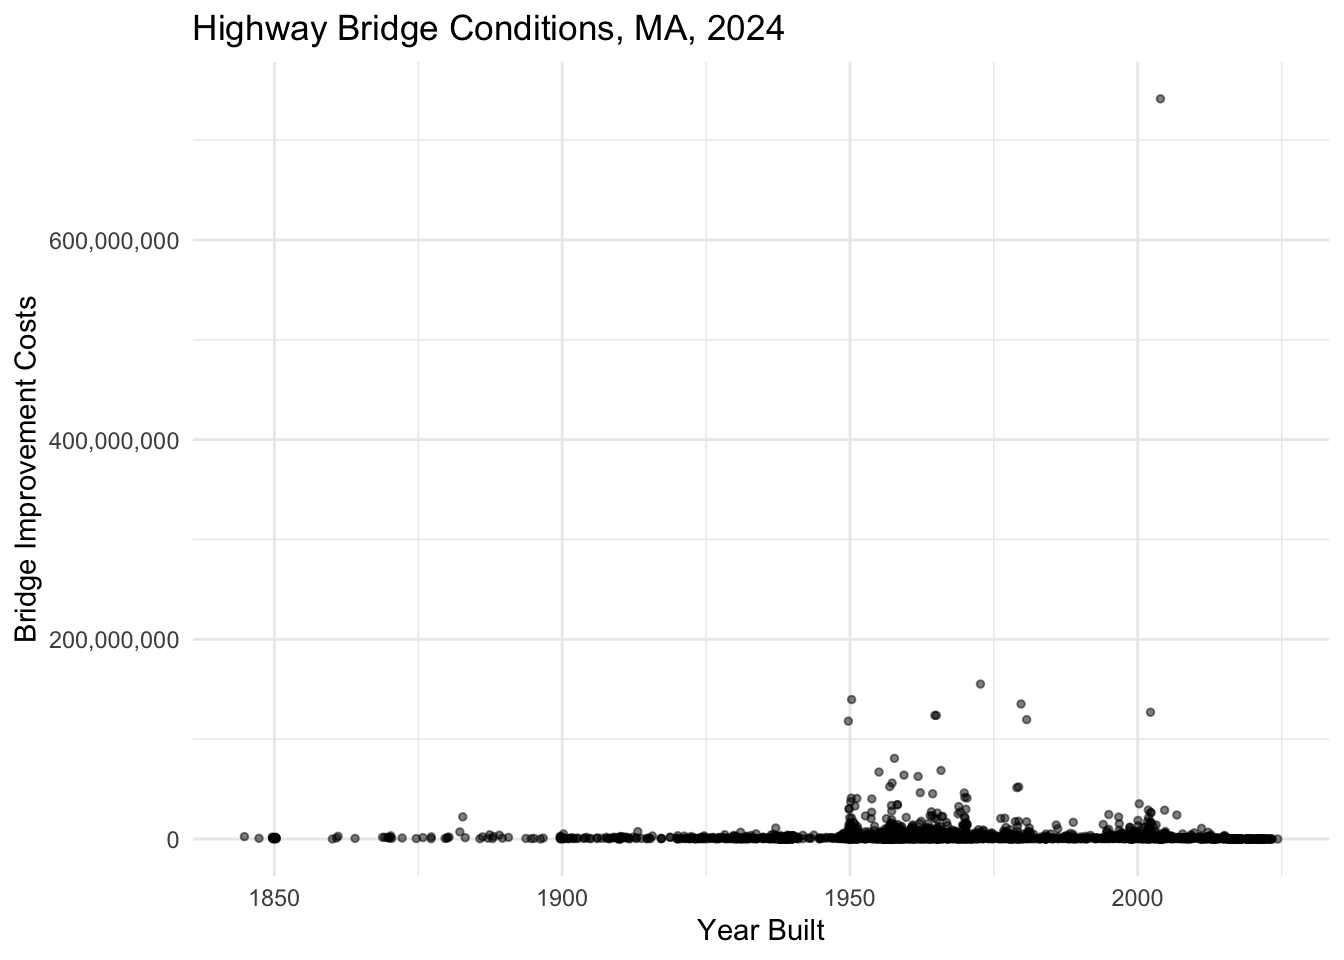 Highway Bridge Conditions, MA, 2024
Bridge Improvement Costs
600,000,000
400,000,000
200,000,000
0
1850 1900 1950 2000
Year Built